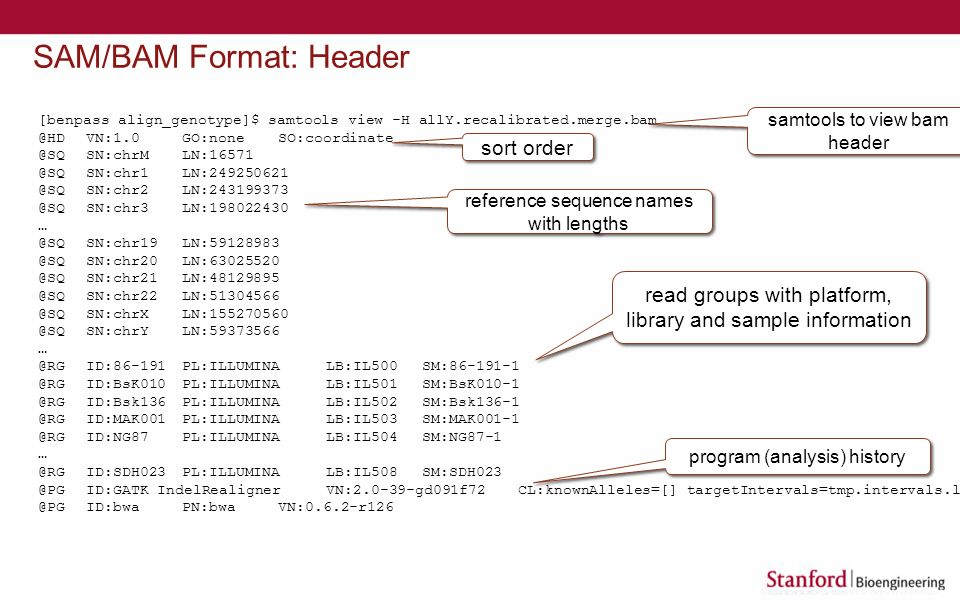 SAM/BAM Format: Header
[benpass align_genotype]$ samtools view -H allY.recalibrated.merge.bam
samtools to view bam
header
@HD VN:1.0 GO:none SO:coordinate
sort order
@SQ SN:chrM LN:16571
@SQ SN:chr1 LN:249250621
@SQ SN:chr2 LN:243199373
@SQ SN:chr3 LN:198022430
reference sequence names
with lengths
…
@SQ SN:chr19 LN:59128983
@SQ SN:chr20 LN:63025520
@SQ SN:chr21 LN:48129895
@SQ SN:chr22 LN:51304566
@SQ SN:chrX LN:155270560
@SQ SN:chrY LN:59373566
read groups with platform,
library and sample information
…
@RG ID:86-191 PL:ILLUMINA LB:IL500 SM:86-191-1
@RG ID:BsK010 PL:ILLUMINA LB:IL501 SM:BsK010-1
@RG ID:Bsk136 PL:ILLUMINA LB:IL502 SM:Bsk136-1
@RG ID:MAK001 PL:ILLUMINA LB:IL503 SM:MAK001-1
@RG ID:NG87 PL:ILLUMINA LB:IL504 SM:NG87-1
…
program (analysis) history
@RG ID:SDH023 PL:ILLUMINA LB:IL508 SM:SDH023
@PG ID:GATK IndelRealigner VN:2.0-39-gd091f72 CL:knownAlleles=[] targetIntervals=tmp.intervals.l
@PG ID:bwa PN:bwa VN:0.6.2-r126
Stanford Bioengineering